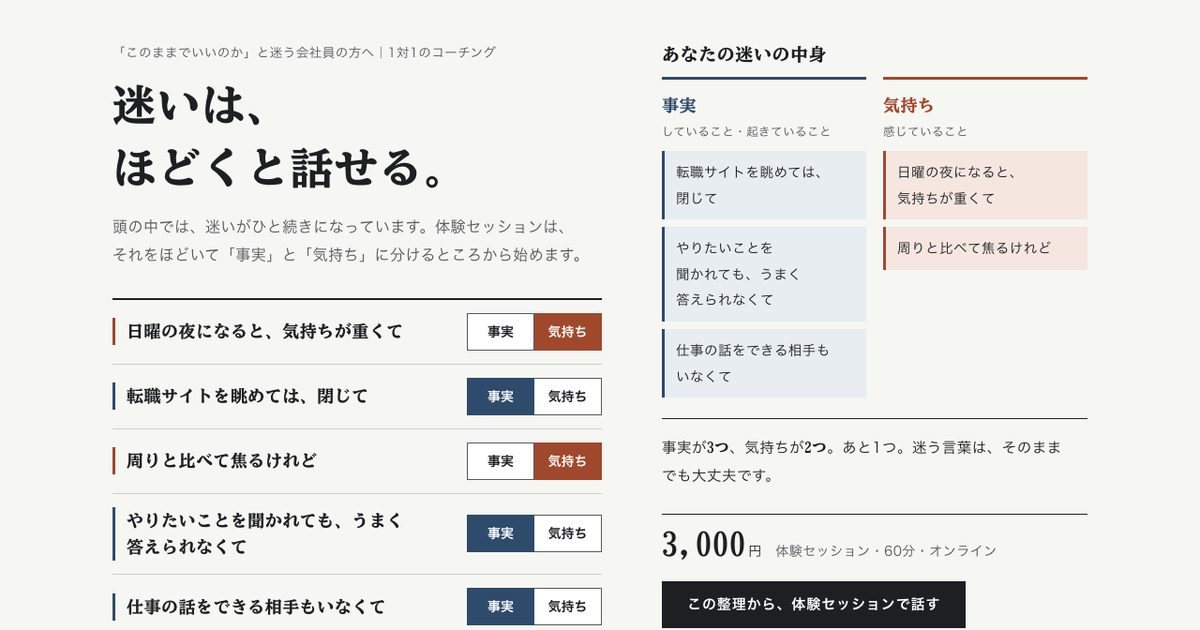 「このままでいいのか」と迷う会社員の方へ｜1対1のコーチング
迷いは、
ほどくと話せる。
頭の中では、迷いがひと続きになっています。体験セッションは、
それをほどいて「事実」と「気持ち」に分けるところから始めます。
日曜の夜になると、気持ちが重くて
事実 気持ち
転職サイトを眺めては、閉じて
事実 気持ち
周りと比べて焦るけれど
事実 気持ち
やりたいことを聞かれても、うまく
答えられなくて
事実 気持ち
仕事の話をできる相手もいなくて
事実 気持ち
あなたの迷いの中身
事実
していること・起きていること
転職サイトを眺めては、
閉じて
やりたいことを
聞かれても、うまく
答えられなくて
仕事の話をできる相手も
いなくて
気持ち
感じていること
日曜の夜になると、
気持ちが重くて
周りと比べて焦るけれど
事実が3つ、気持ちが2つ。あと1つ。迷う言葉は、そのまま
でも大丈夫です。
3,000円 体験セッション・60分・オンライン
この整理から、体験セッションで話す